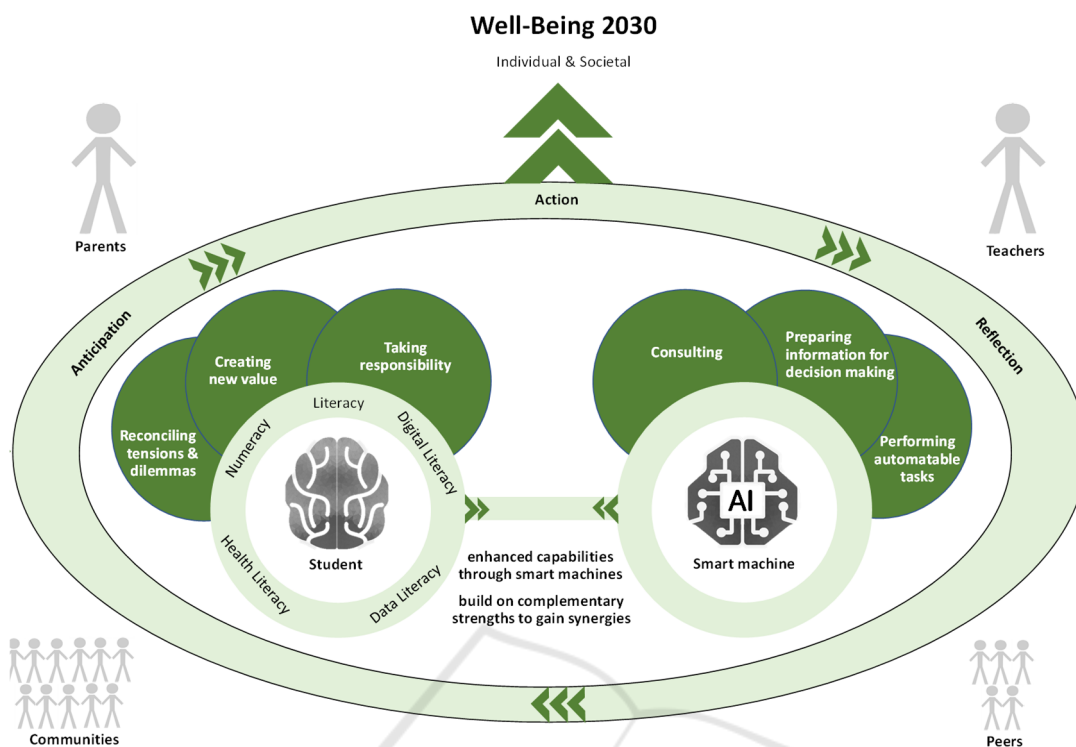 Well-Being 2030
Individual & Societal
Parents
Teachers
Action
Anticipation
Reflection
Reconciling
tensions &
dilemmas
Creating
new value
Taking
responsibility
Consulting
Preparing
information for
decision making
Performing
automatable
tasks
Literacy
Numeracy
Digital Literacy
Health Literacy
Data Literacy
Student
AI
Smart machine
enhanced capabilities
through smart machines
build on complementary
strengths to gain synergies
Communities
Peers